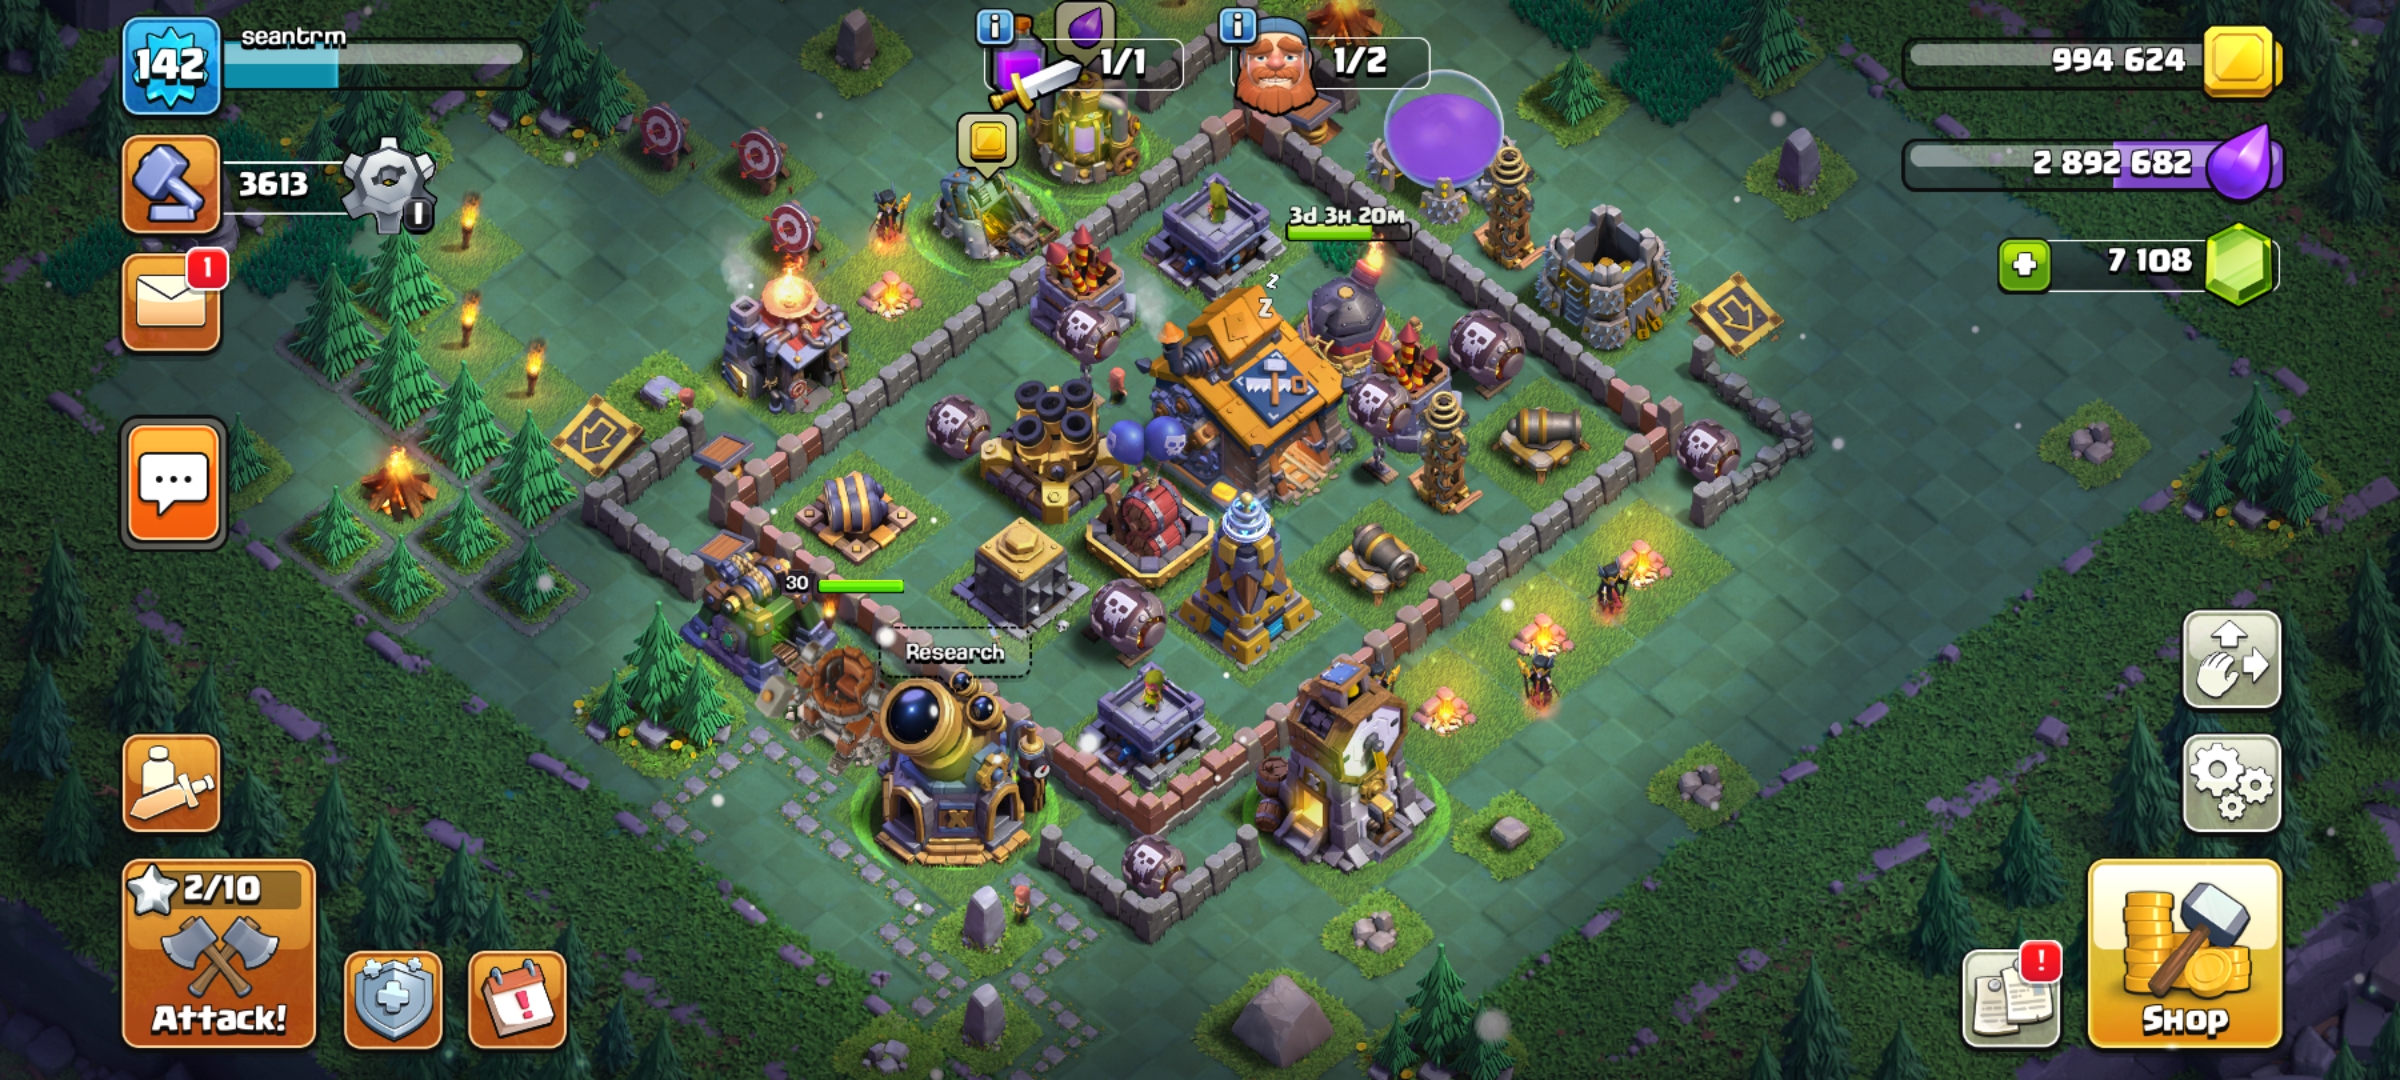 142
seantrm
i
1/1
i
1/2
994 624
3613
I
2 892 682
1
3d 3H 20M
+
7 108
z
z
30
Research
2/10
Attack!
!
!
Shop